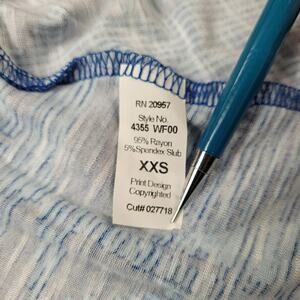 RN 20957
Style No.
4355 WF00
95% Rayon
5%Spandex Slub
XXS
Print Design
Copyrighted
Cut# 027718